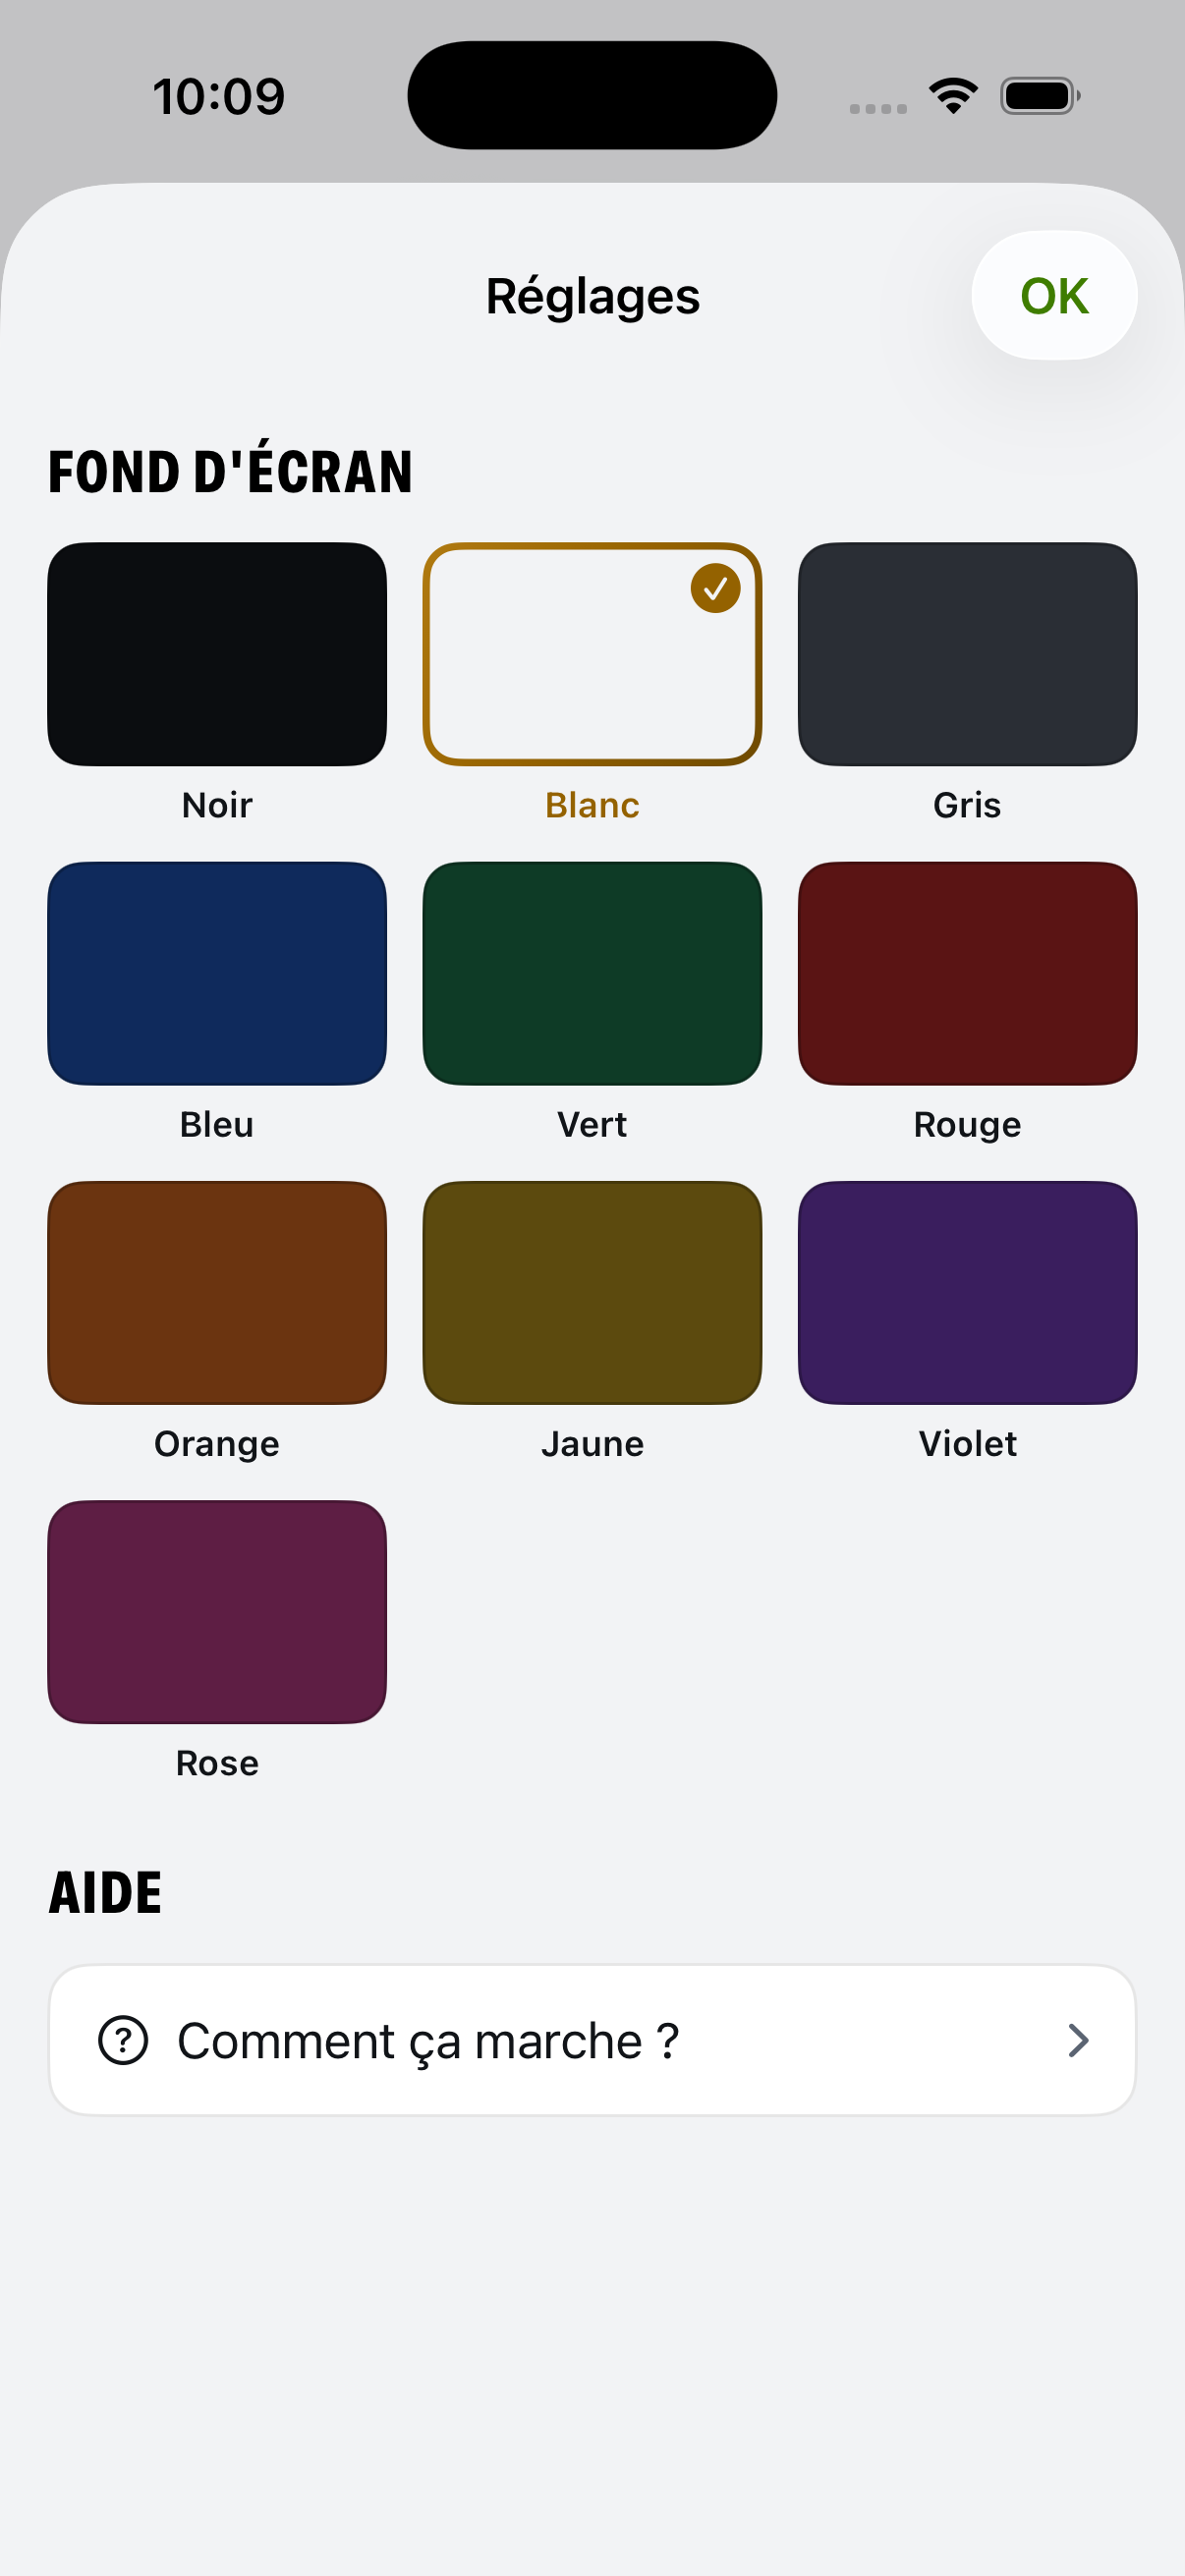 10:09
Réglages
OK
FOND D'ÉCRAN
Noir
Blanc
Gris
Bleu
Vert
Rouge
Orange
Jaune
Violet
Rose
AIDE
Comment ça marche ?